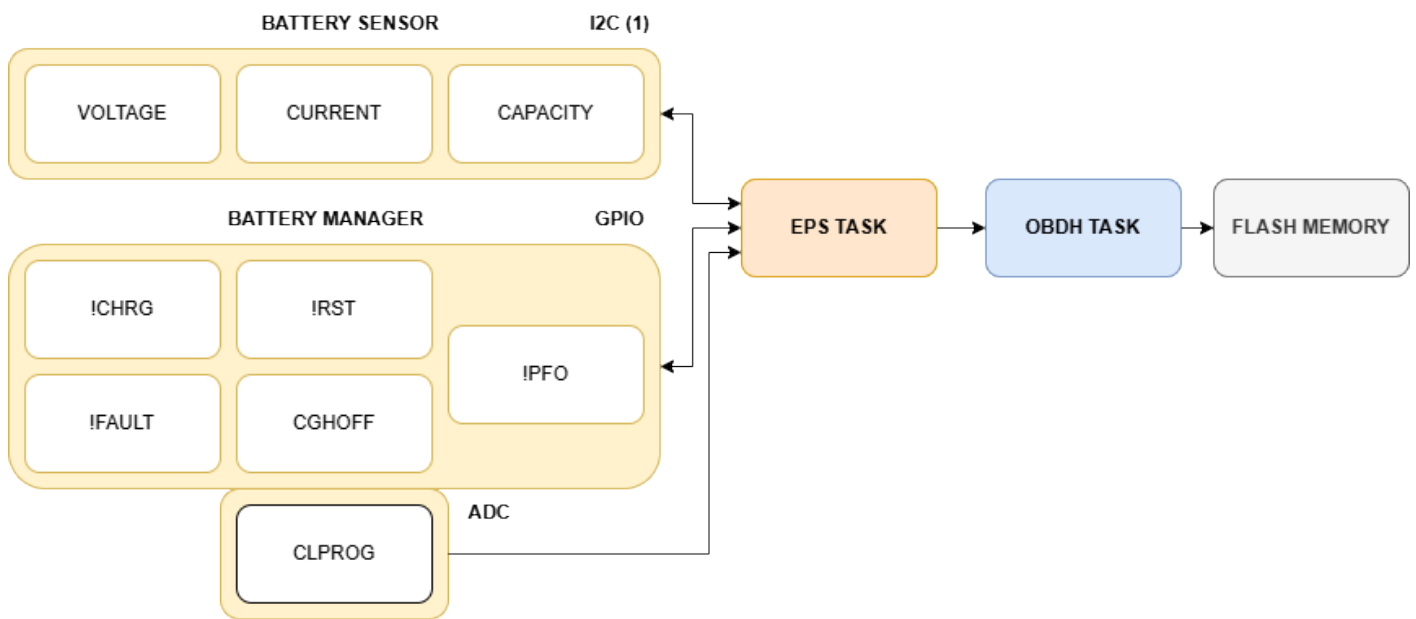 BATTERY SENSOR I2C (1)
VOLTAGE CURRENT CAPACITY
BATTERY MANAGER GPIO
!CHRG !RST
!PFO
!FAULT CGHOFF
ADC
CLPROG
EPS TASK OBDH TASK FLASH MEMORY